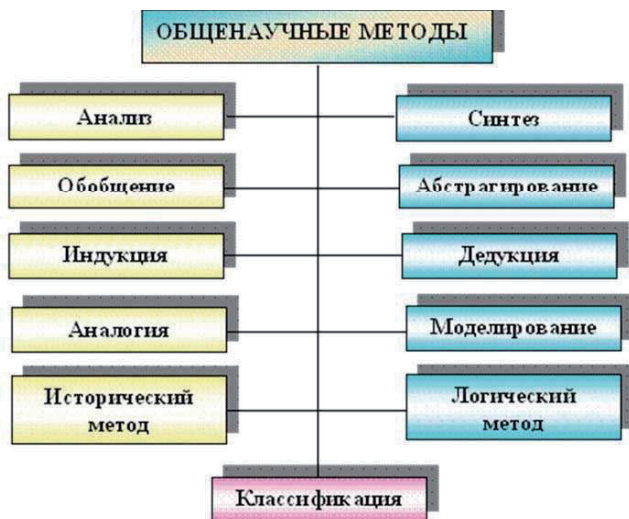 ОБЩЕНАУЧНЫЕ МЕТОДЫ
Анализ
Синтез
Обобщение
Абстрагирование
Индукция
Дедукция
Аналогия
Моделирование
Исторический
метод
Логический
метод
Классификация